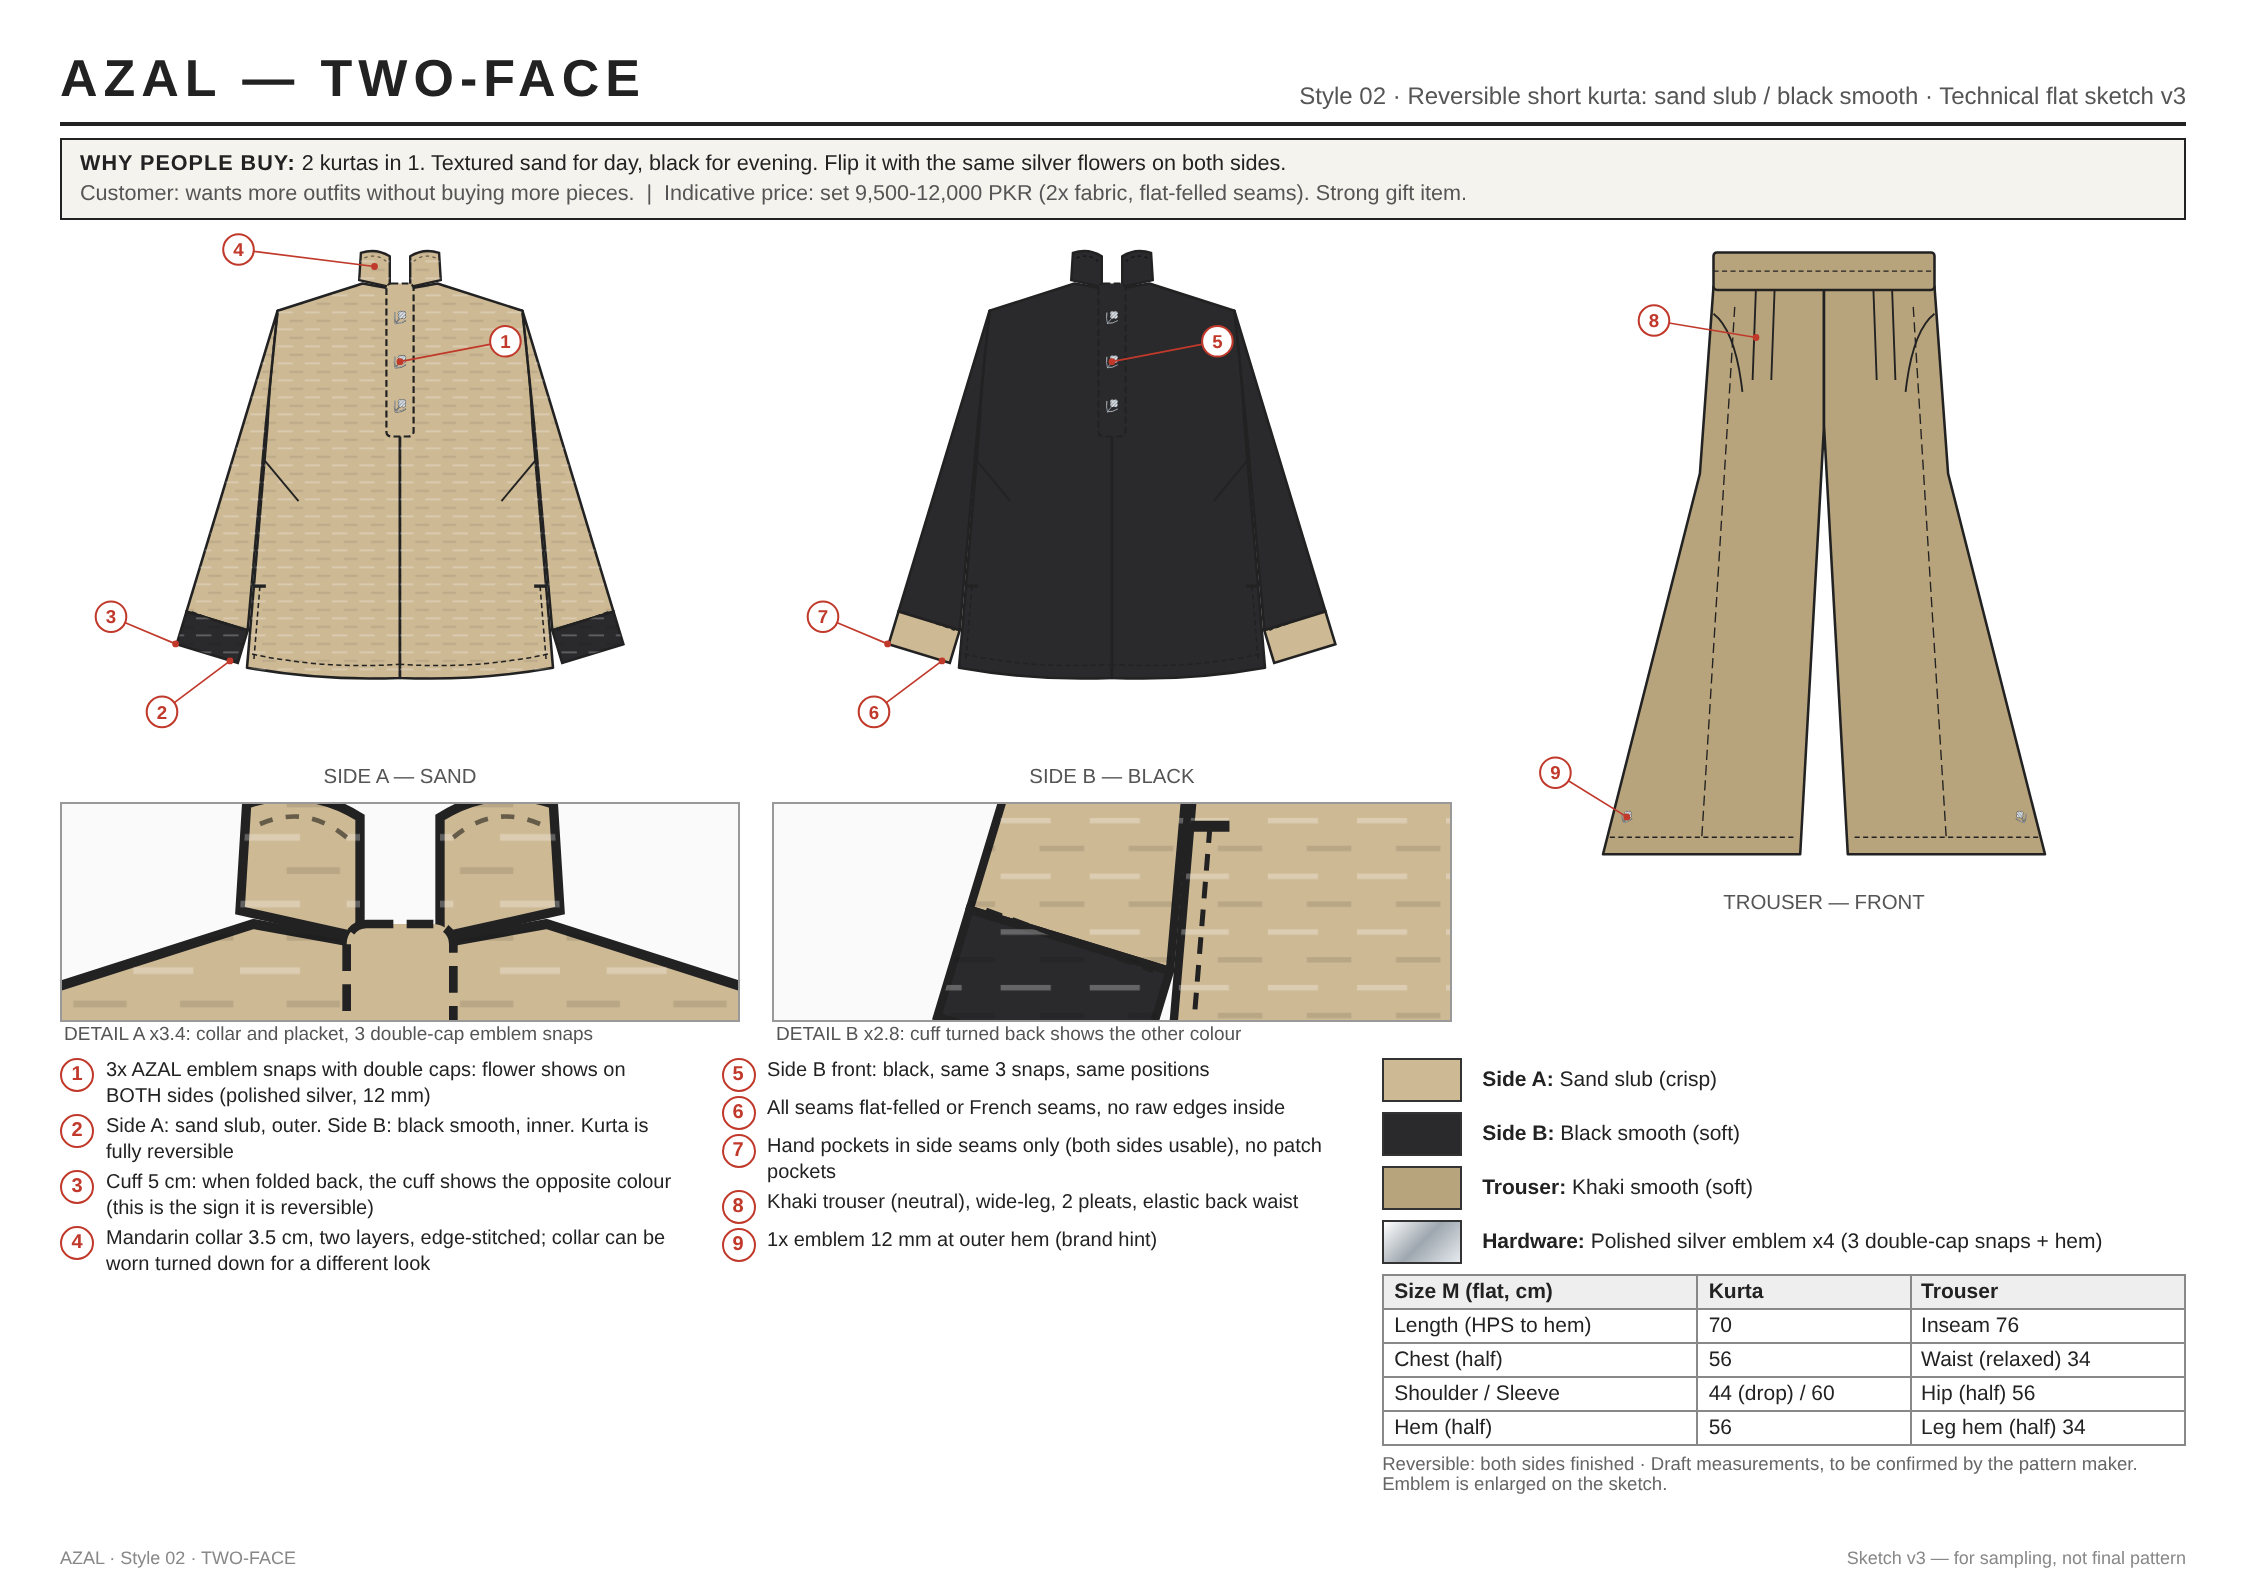 AZAL — TWO-FACE
Style 02 · Reversible short kurta: sand slub / black smooth · Technical flat sketch v3
WHY PEOPLE BUY: 2 kurtas in 1. Textured sand for day, black for evening. Flip it with the same silver flowers on both sides.
Customer: wants more outfits without buying more pieces. | Indicative price: set 9,500-12,000 PKR (2x fabric, flat-felled seams). Strong gift item.
4
1
3
2
SIDE A — SAND
5
7
6
SIDE B — BLACK
8
9
TROUSER — FRONT
DETAIL A x3.4: collar and placket, 3 double-cap emblem snaps
DETAIL B x2.8: cuff turned back shows the other colour
1 3x AZAL emblem snaps with double caps: flower shows on
BOTH sides (polished silver, 12 mm)
2 Side A: sand slub, outer. Side B: black smooth, inner. Kurta is
fully reversible
3 Cuff 5 cm: when folded back, the cuff shows the opposite colour
(this is the sign it is reversible)
4 Mandarin collar 3.5 cm, two layers, edge-stitched; collar can be
worn turned down for a different look
5 Side B front: black, same 3 snaps, same positions
6 All seams flat-felled or French seams, no raw edges inside
7 Hand pockets in side seams only (both sides usable), no patch
pockets
8 Khaki trouser (neutral), wide-leg, 2 pleats, elastic back waist
9 1x emblem 12 mm at outer hem (brand hint)
Side A: Sand slub (crisp)
Side B: Black smooth (soft)
Trouser: Khaki smooth (soft)
Hardware: Polished silver emblem x4 (3 double-cap snaps + hem)
Size M (flat, cm) Kurta Trouser
Length (HPS to hem) 70 Inseam 76
Chest (half) 56 Waist (relaxed) 34
Shoulder / Sleeve 44 (drop) / 60 Hip (half) 56
Hem (half) 56 Leg hem (half) 34
Reversible: both sides finished · Draft measurements, to be confirmed by the pattern maker.
Emblem is enlarged on the sketch.
AZAL · Style 02 · TWO-FACE
Sketch v3 — for sampling, not final pattern